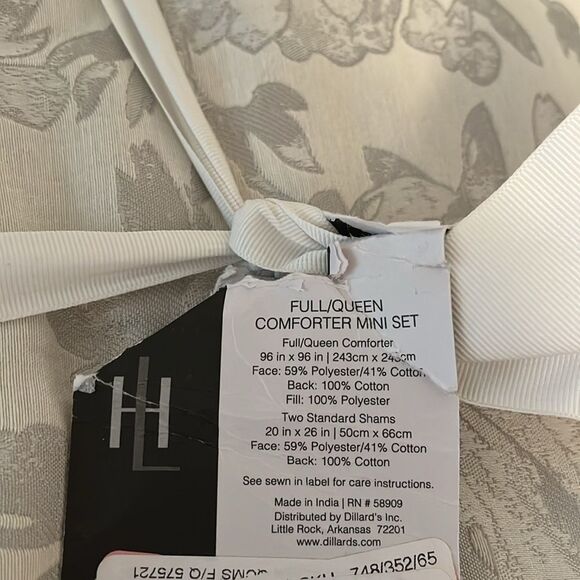 FULL/QUEEN
COMFORTER MINI SET
Full/Queen Comforter
96 in x 96 in | 243cm x 243cm
Face: 59% Polyester/41% Cotton
Back: 100% Cotton
Fill: 100% Polyester
Two Standard Shams
20 in x 26 in | 50cm x 66cm
Face: 59% Polyester/41% Cotton
Back: 100% Cotton
See sewn in label for care instructions.
Made in India | RN # 58909
Distributed by Dillard's Inc.
Little Rock, Arkansas 72201
www.dillards.com
HL
748/352/65
QCMS F/Q 575721